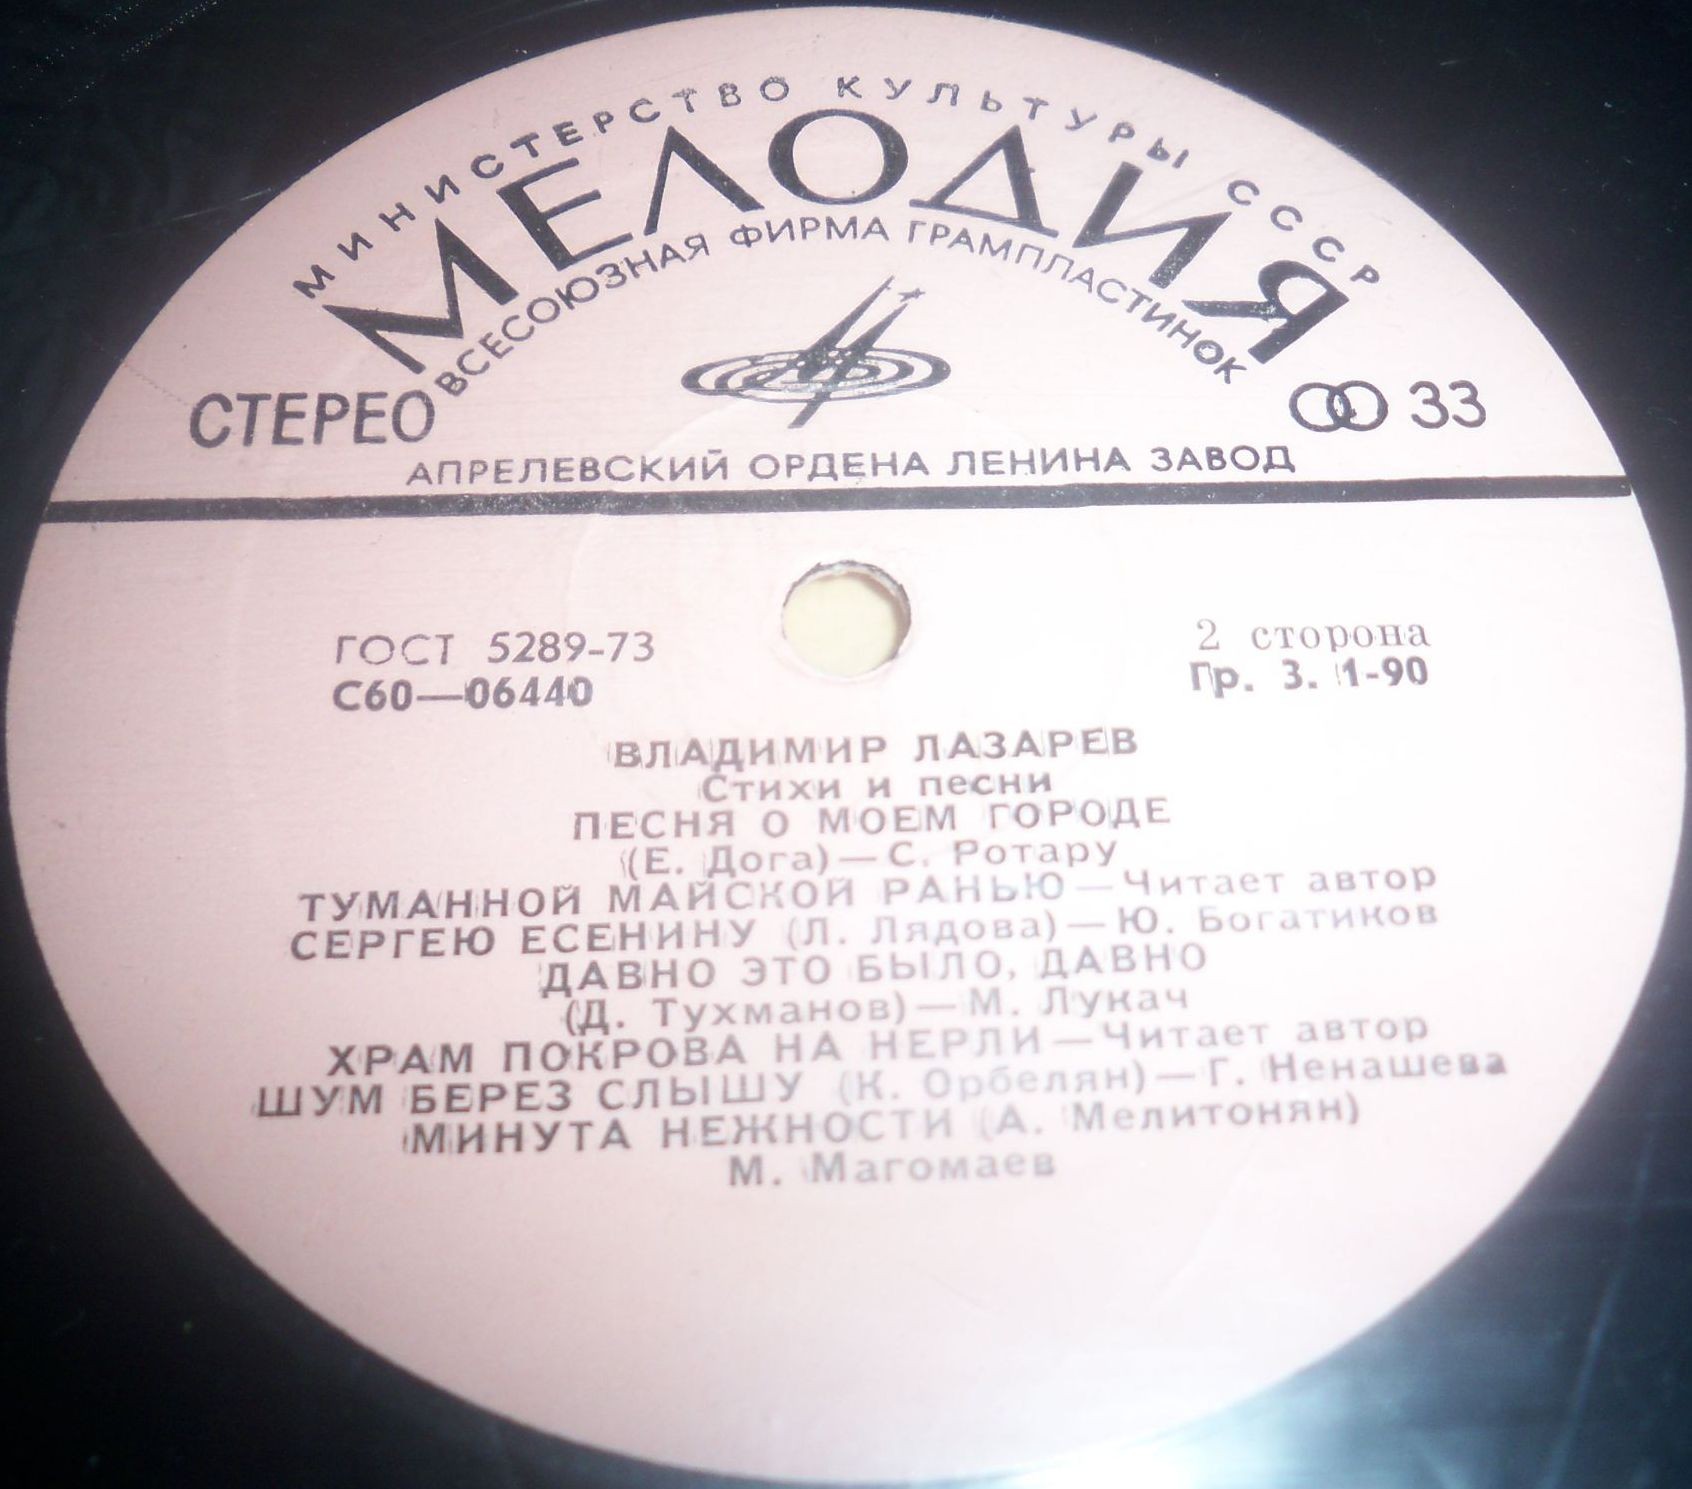 МИНИСТЕРСТВО КУЛЬТУРЫ СССР
МЕЛОДИЯ
ВСЕСОЮЗНАЯ ФИРМА ГРАМПЛАСТИНОК
СТЕРЕО
33
АПРЕЛЕВСКИЙ ОРДЕНА ЛЕНИНА ЗАВОД
ГОСТ 5289-73
2 сторона
С60—06440
Гр. 3. 1-90
ВЛАДИМИР ЛАЗАРЕВ
Стихи и песни
ПЕСНЯ О МОЕМ ГОРОДЕ
(Е. Дога)—С. Ротару
ТУМАННОЙ МАЙСКОЙ РАНЬЮ—Читает автор
СЕРГЕЮ ЕСЕНИНУ (Л. Лядова)—Ю. Богатиков
ДАВНО ЭТО БЫЛО, ДАВНО
(Д. Тухманов)—М. Лукач
ХРАМ ПОКРОВА НА НЕРЛИ—Читает автор
ШУМ БЕРЕЗ СЛЫШУ (К. Орбелян)—Г. Ненашева
МИНУТА НЕЖНОСТИ (А. Мелитонян)
М. Магомаев